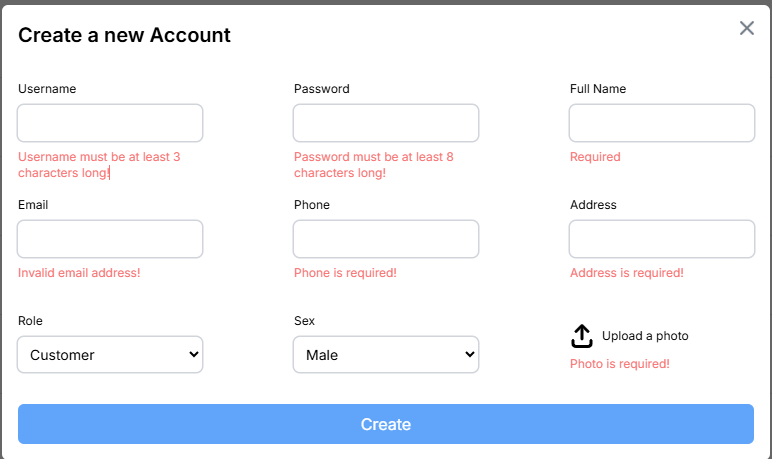 Create a new Account
Username
Password
Full Name
Username must be at least 3
characters long!
Password must be at least 8
characters long!
Required
Email
Phone
Address
Invalid email address!
Phone is required!
Address is required!
Role
Sex
Customer
Male
Upload a photo
Photo is required!
Create